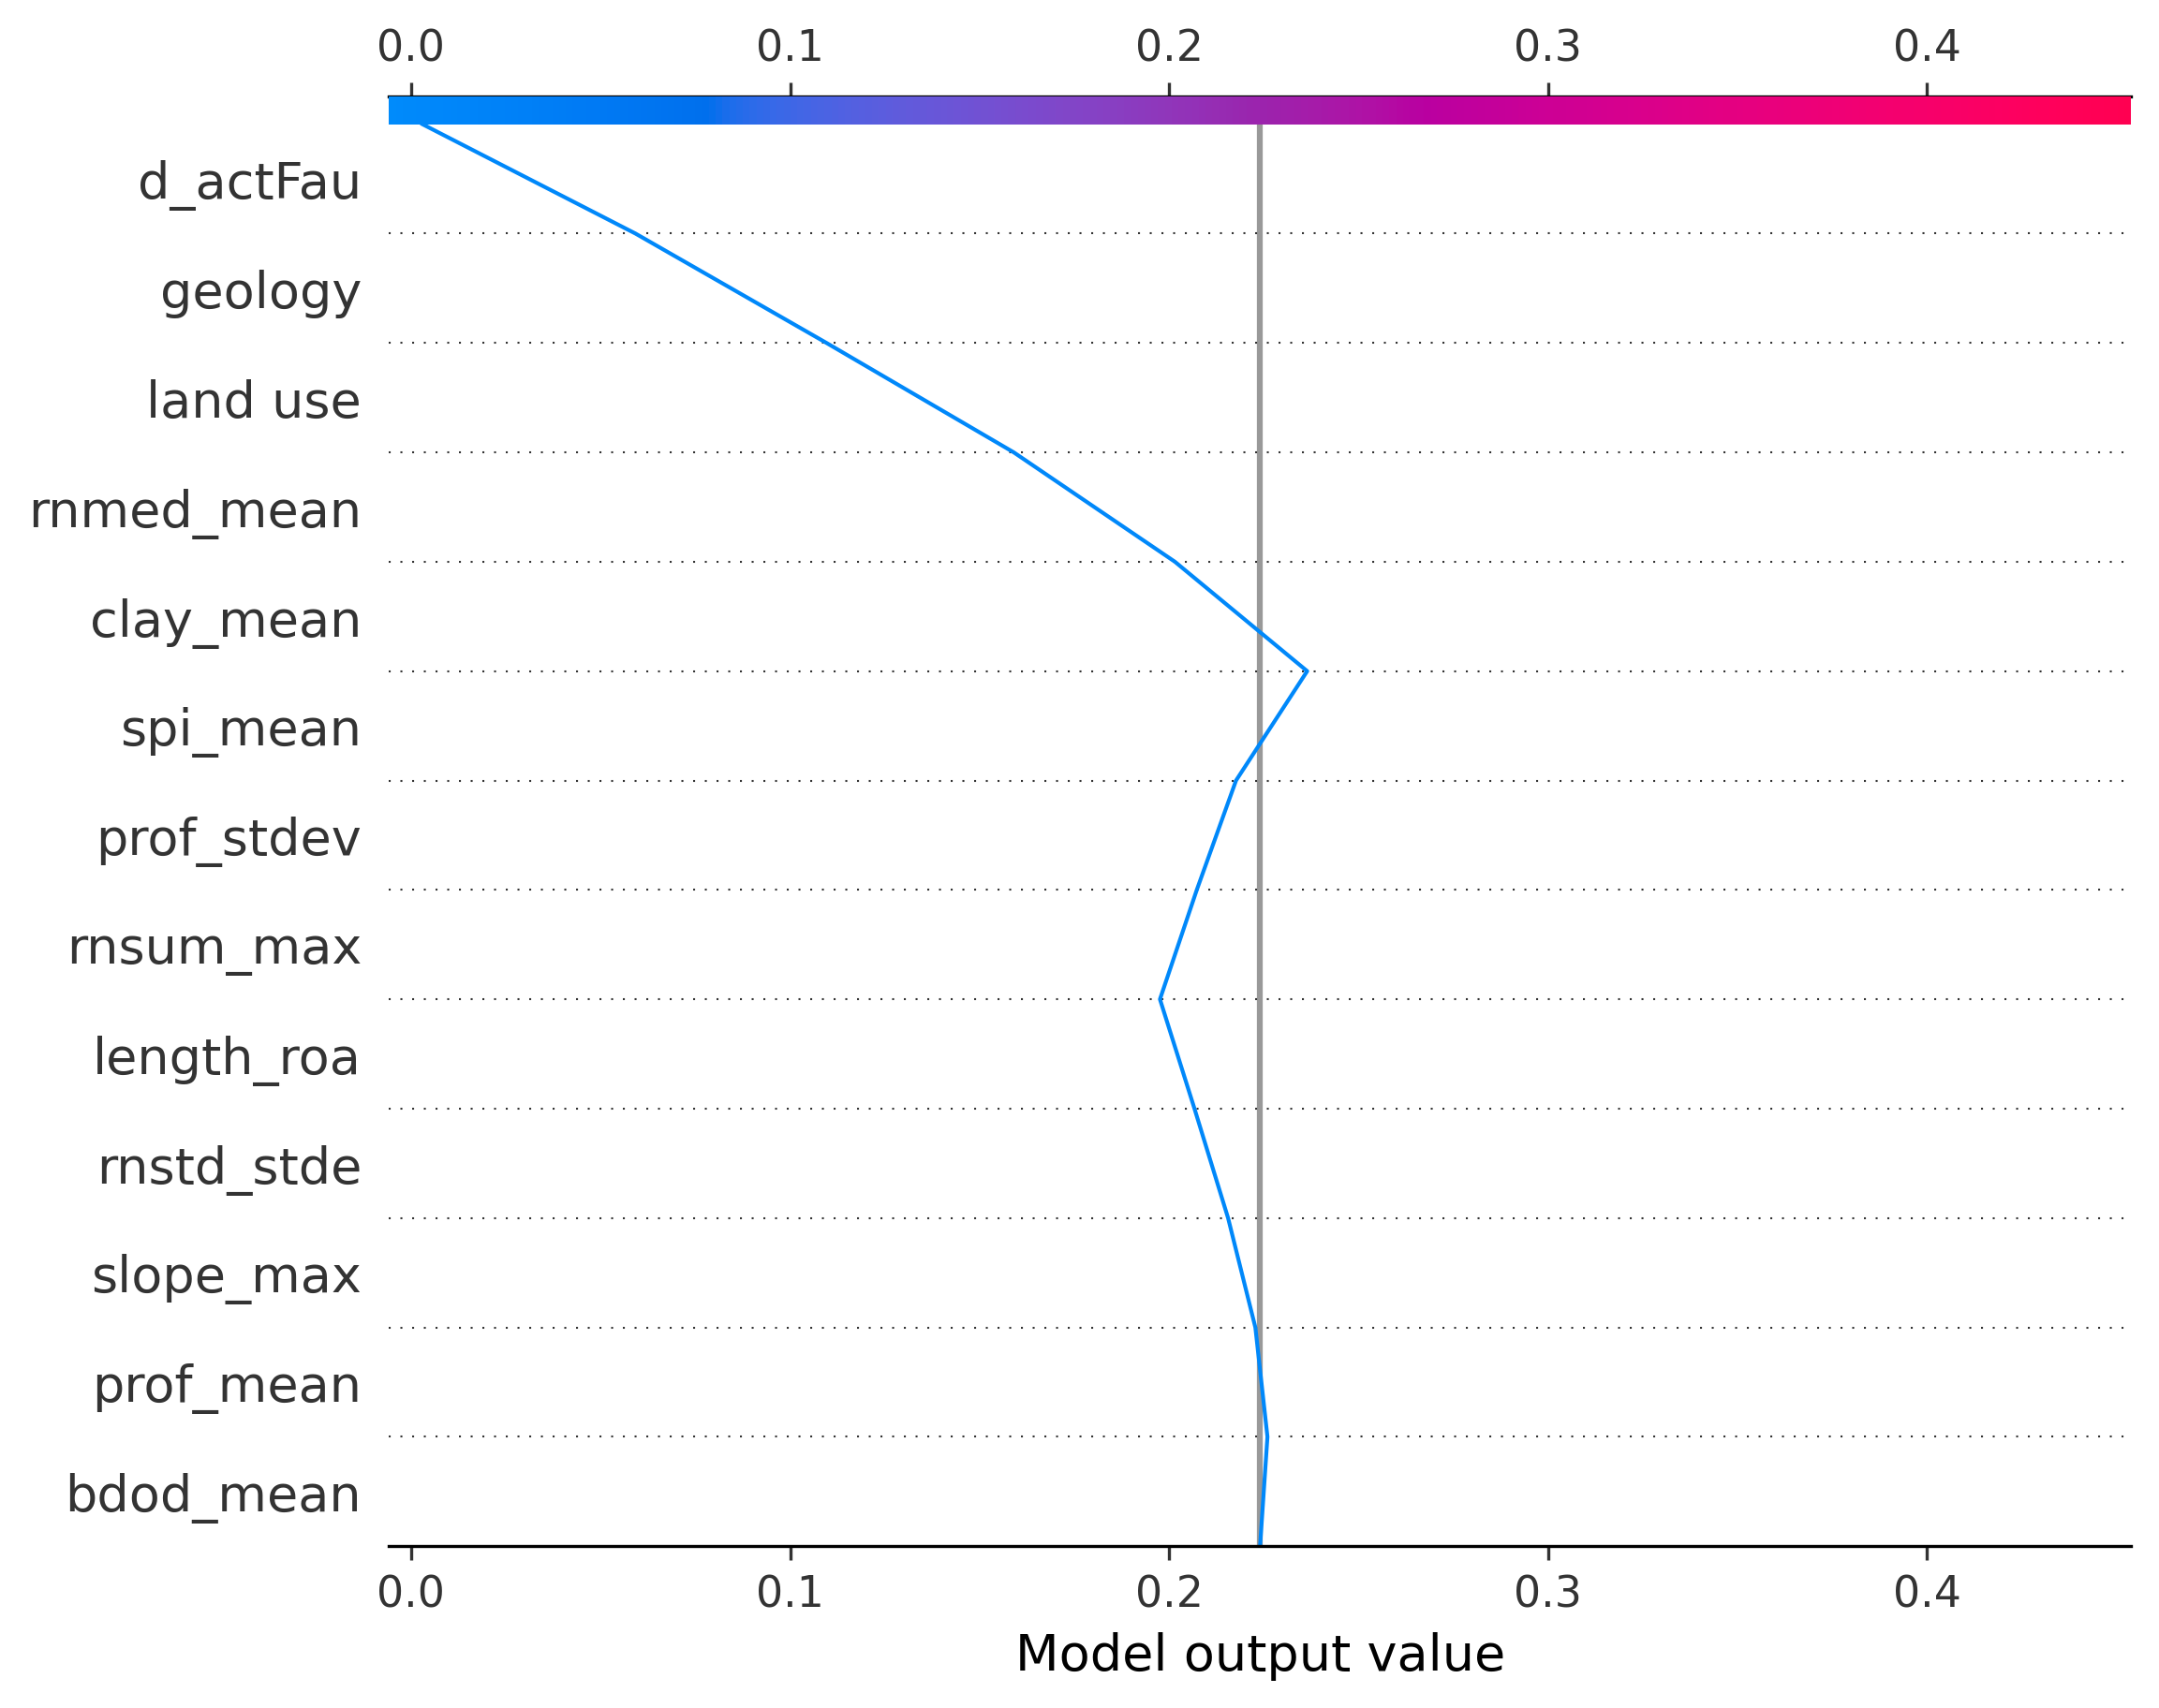 0.0 0.1 0.2 0.3 0.4
d_actFau
geology
land use
rnmed_mean
clay_mean
spi_mean
prof_stdev
rnsum_max
length_roa
rnstd_stde
slope_max
prof_mean
bdod_mean
0.0 0.1 0.2 0.3 0.4
Model output value